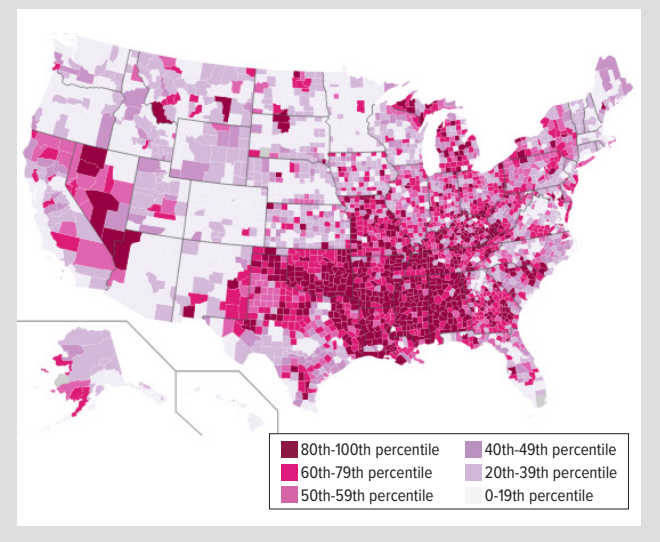 80th-100th percentile
60th-79th percentile
50th-59th percentile
40th-49th percentile
20th-39th percentile
0-19th percentile